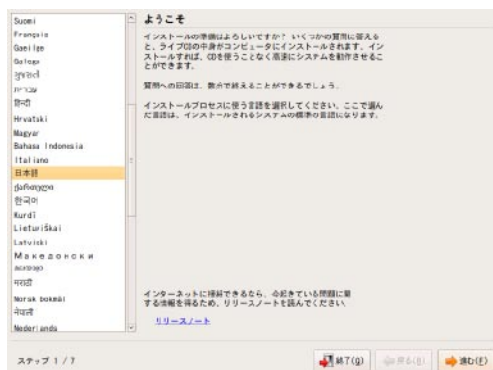 Suomi
Français
Gaeilge
Galego
ગુજરાતી
עברית
हिन्दी
Hrvatski
Magyar
Bahasa Indonesia
Italiano
日本語
ქართული
한국어
Kurdî
Lietuviškai
Latviski
Македонски
മലയാളം
मराठी
Norsk bokmål
नेपाली
Nederlands
ようこそ
インストールの準備はよろしいですか? いくつかの質問に答える
と、ライブCDの中身がコンピュータにインストールされます。イン
ストールすれば、CDを使うことなく高速にシステムを動作させるこ
とができます。
質問への回答は、数分で終えることができるでしょう。
インストールプロセスに使う言語を選択してください。ここで選ん
だ言語は、インストールされるシステムの標準の言語になります。
インターネットに接続できるなら、今起きている問題に関
する情報を得るため、リリースノートを読んでください
リリースノート
ステップ 1 / 7
終了(Q)
戻る(B)
進む(F)